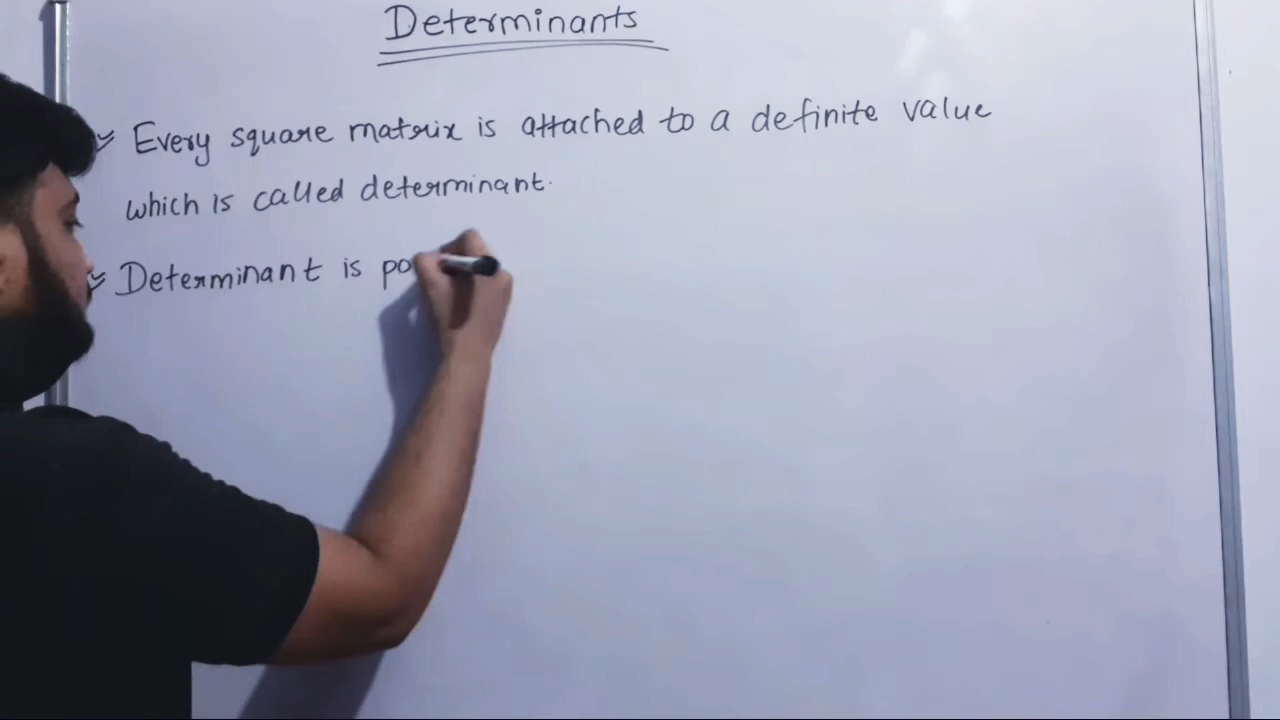 Determinants
Every square matrix is attached to a definite value
which is called determinant.
Determinant is po